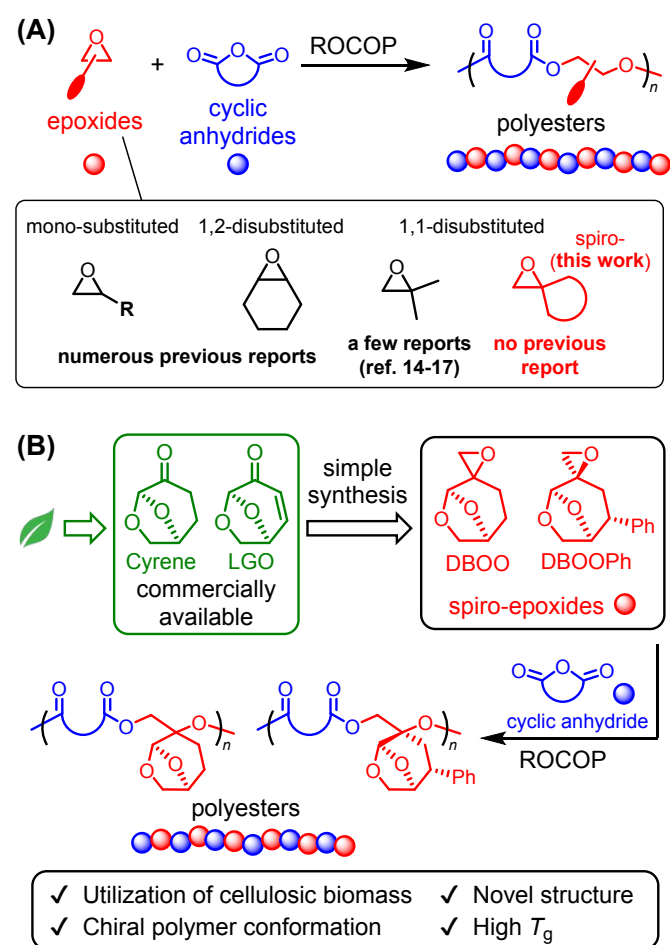 (A)
O
O
O
O
ROCOP
O
O
O
O
n
+
epoxides
cyclic
anhydrides
polyesters
mono-substituted
1,2-disubstituted
1,1-disubstituted
spiro-
(this work)
O
R
O
O
O
numerous previous reports
a few reports
(ref. 14-17)
no previous
report
(B)
O
O
O
O
O
O
Cyrene
LGO
commercially
available
simple
synthesis
O
O
O
O
O
O
Ph
DBOO
DBOOPh
spiro-epoxides
O
O
O
cyclic anhydride
ROCOP
O
O
O
O
n
O
O
O
O
O
O
n
O
O
Ph
polyesters
✓ Utilization of cellulosic biomass
✓ Novel structure
✓ Chiral polymer conformation
✓ High Tg